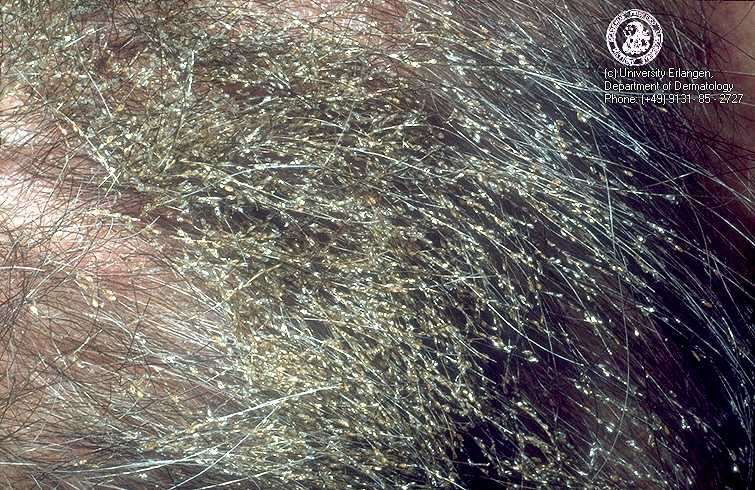 (c) University Erlangen,
Department of Dermatology
Phone: (+49) 9131- 85 - 2727